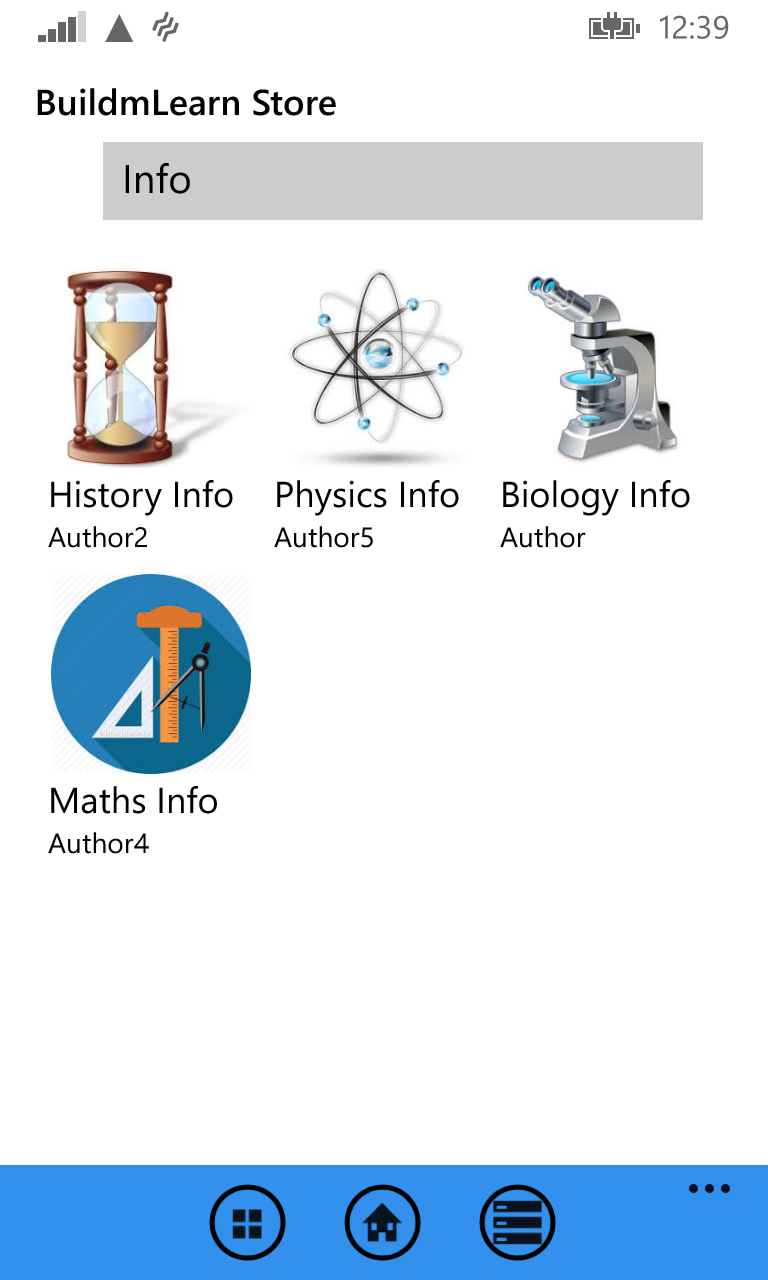 12:39
BuildmLearn Store
Info
History Info
Author2
Physics Info
Author5
Biology Info
Author
Maths Info
Author4